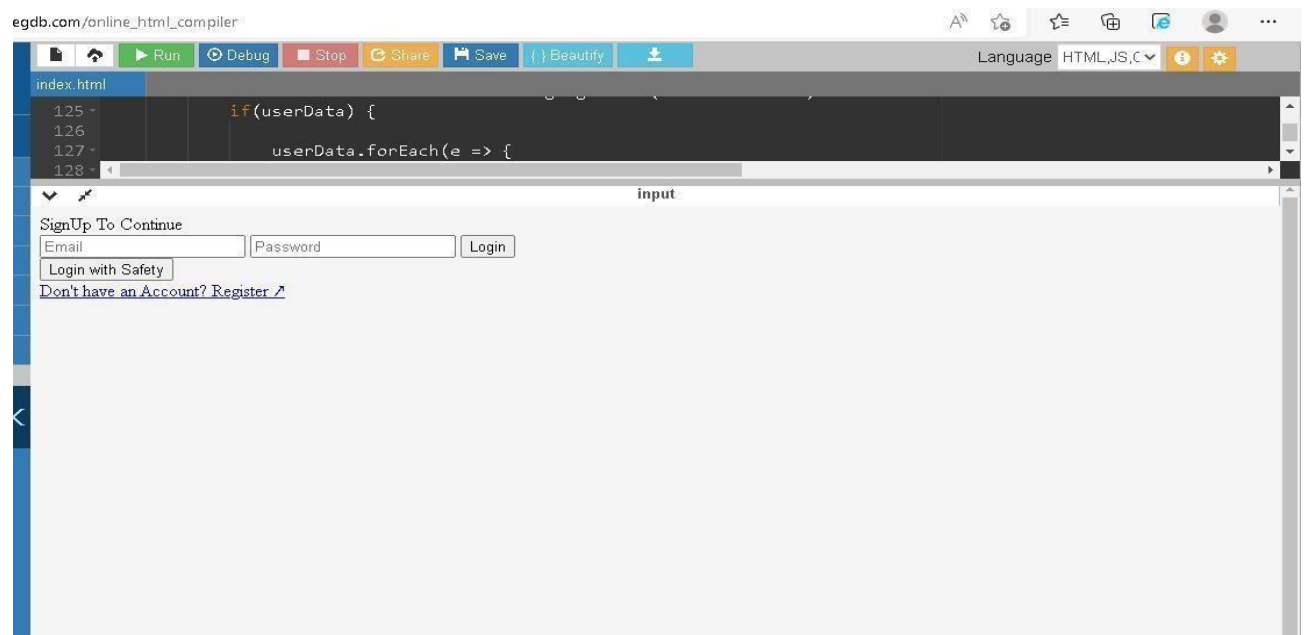 egdb.com/online_html_compiler
Run Debug Stop Share Save { } Beautify Language HTML,JS,C
index.html
125 if(userData) {
126
127 userData.forEach(e => {
128
input
SignUp To Continue
Email Password Login
Login with Safety
Don't have an Account? Register ↗